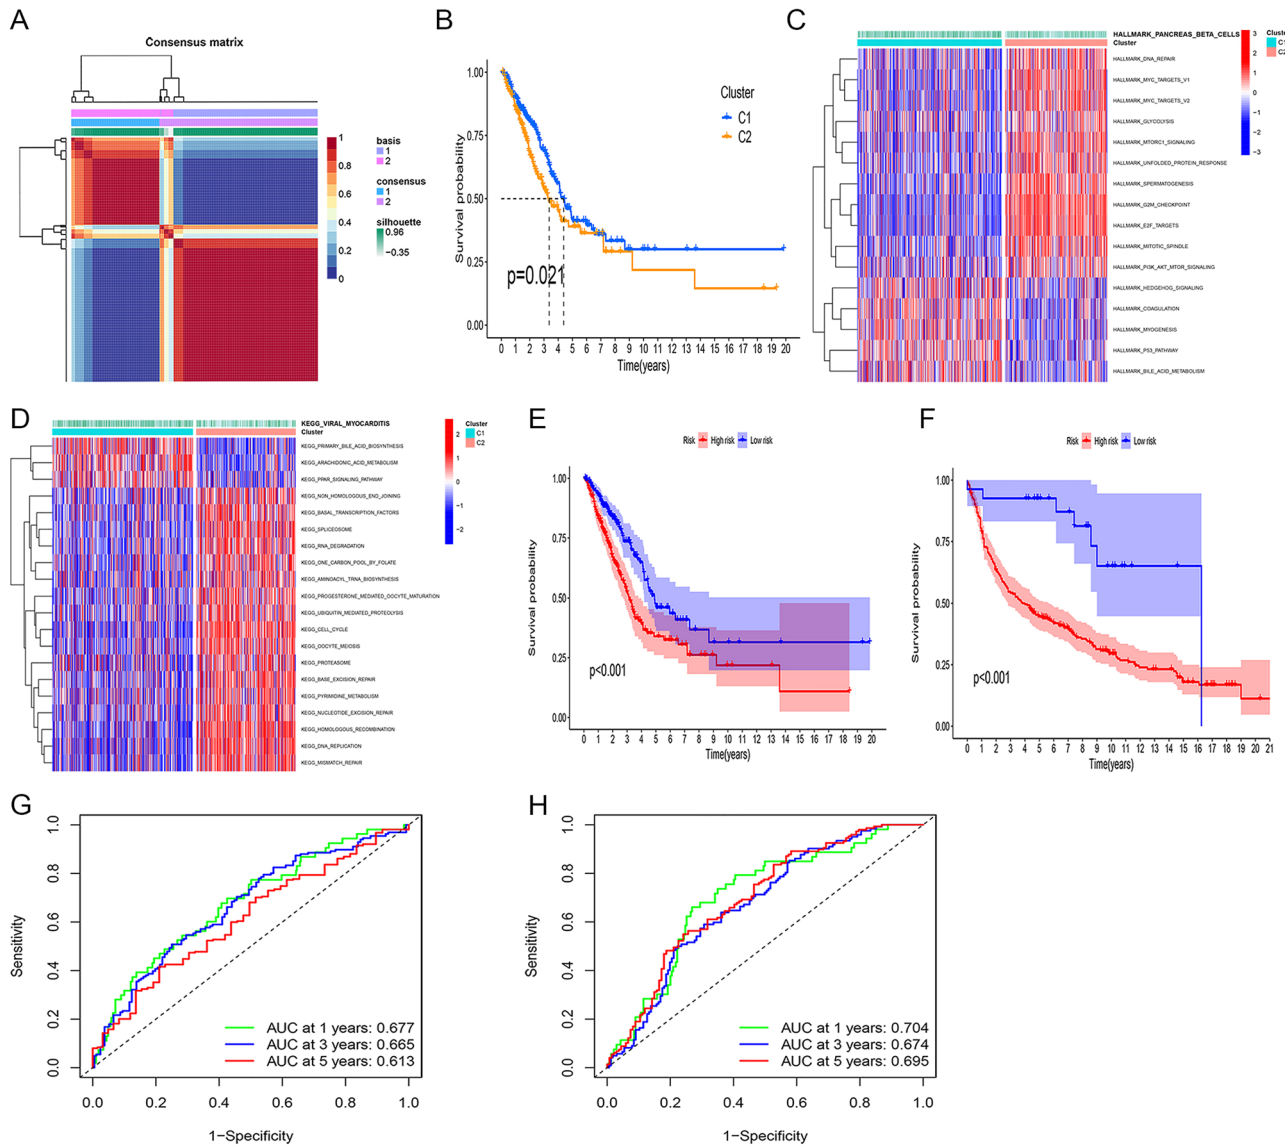 A
Consensus matrix
1
0.8
0.6
0.4
0.2
0
basis
1
2
consensus
1
2
silhouette
0.96
−0.35
B
Survival probability
1.00
0.75
0.50
0.25
0.00
p=0.021
Cluster
C1
C2
0 1 2 3 4 5 6 7 8 9 10 11 12 13 14 15 16 17 18 19 20
Time(years)
C
HALLMARK_PANCREAS_BETA_CELLS
Cluster
HALLMARK_DNA_REPAIR
HALLMARK_MYC_TARGETS_V1
HALLMARK_MYC_TARGETS_V2
HALLMARK_GLYCOLYSIS
HALLMARK_MTORC1_SIGNALING
HALLMARK_UNFOLDED_PROTEIN_RESPONSE
HALLMARK_SPERMATOGENESIS
HALLMARK_G2M_CHECKPOINT
HALLMARK_E2F_TARGETS
HALLMARK_MITOTIC_SPINDLE
HALLMARK_PI3K_AKT_MTOR_SIGNALING
HALLMARK_HEDGEHOG_SIGNALING
HALLMARK_COAGULATION
HALLMARK_MYOGENESIS
HALLMARK_P53_PATHWAY
HALLMARK_BILE_ACID_METABOLISM
3
2
1
0
−1
−2
−3
Cluste
C1
C2
D
KEGG_VIRAL_MYOCARDITIS
Cluster
KEGG_PRIMARY_BILE_ACID_BIOSYNTHESIS
KEGG_ARACHIDONIC_ACID_METABOLISM
KEGG_PPAR_SIGNALING_PATHWAY
KEGG_NON_HOMOLOGOUS_END_JOINING
KEGG_BASAL_TRANSCRIPTION_FACTORS
KEGG_SPLICEOSOME
KEGG_RNA_DEGRADATION
KEGG_ONE_CARBON_POOL_BY_FOLATE
KEGG_AMINOACYL_TRNA_BIOSYNTHESIS
KEGG_PROGESTERONE_MEDIATED_OOCYTE_MATURATION
KEGG_UBIQUITIN_MEDIATED_PROTEOLYSIS
KEGG_CELL_CYCLE
KEGG_OOCYTE_MEIOSIS
KEGG_PROTEASOME
KEGG_BASE_EXCISION_REPAIR
KEGG_PYRIMIDINE_METABOLISM
KEGG_NUCLEOTIDE_EXCISION_REPAIR
KEGG_HOMOLOGOUS_RECOMBINATION
KEGG_DNA_REPLICATION
KEGG_MISMATCH_REPAIR
2
1
0
−1
−2
Cluster
C1
C2
E
Risk High risk Low risk
Survival probability
1.00
0.75
0.50
0.25
0.00
p<0.001
0 1 2 3 4 5 6 7 8 9 10 11 12 13 14 15 16 17 18 19 20
Time(years)
F
Risk High risk Low risk
Survival probability
1.00
0.75
0.50
0.25
0.00
p<0.001
0 1 2 3 4 5 6 7 8 9 10 11 12 13 14 15 16 17 18 19 20 21
Time(years)
G
Sensitivity
1.0
0.8
0.6
0.4
0.2
0.0
AUC at 1 years: 0.677
AUC at 3 years: 0.665
AUC at 5 years: 0.613
0.0 0.2 0.4 0.6 0.8 1.0
1−Specificity
H
Sensitivity
1.0
0.8
0.6
0.4
0.2
0.0
AUC at 1 years: 0.704
AUC at 3 years: 0.674
AUC at 5 years: 0.695
0.0 0.2 0.4 0.6 0.8 1.0
1−Specificity